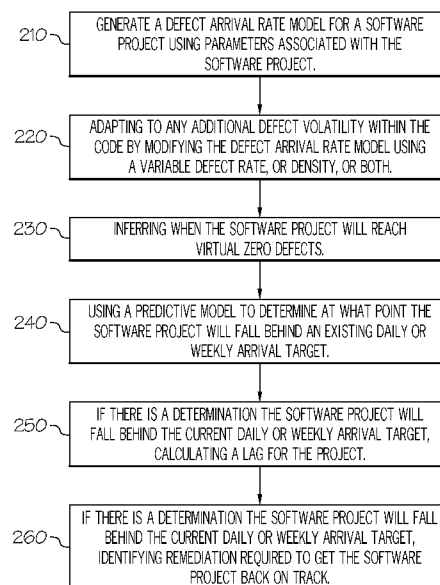 210
GENERATE A DEFECT ARRIVAL RATE MODEL FOR A SOFTWARE
PROJECT USING PARAMETERS ASSOCIATED WITH THE
SOFTWARE PROJECT.
220
ADAPTING TO ANY ADDITIONAL DEFECT VOLATILITY WITHIN THE
CODE BY MODIFYING THE DEFECT ARRIVAL RATE MODEL USING
A VARIABLE DEFECT RATE, OR DENSITY, OR BOTH.
230
INFERRING WHEN THE SOFTWARE PROJECT WILL REACH
VIRTUAL ZERO DEFECTS.
240
USING A PREDICTIVE MODEL TO DETERMINE AT WHAT POINT THE
SOFTWARE PROJECT WILL FALL BEHIND AN EXISTING DAILY OR
WEEKLY ARRIVAL TARGET.
250
IF THERE IS A DETERMINATION THE SOFTWARE PROJECT WILL
FALL BEHIND THE CURRENT DAILY OR WEEKLY ARRIVAL TARGET,
CALCULATING A LAG FOR THE PROJECT.
260
IF THERE IS A DETERMINATION THE SOFTWARE PROJECT WILL FALL
BEHIND THE CURRENT DAILY OR WEEKLY ARRIVAL TARGET,
IDENTIFYING REMEDIATION REQUIRED TO GET THE SOFTWARE
PROJECT BACK ON TRACK.